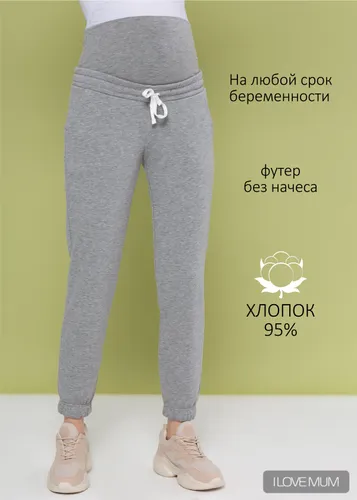 На любой срок
беременности
футер
без начеса
ХЛОПОК
95%
I LOVE MUM